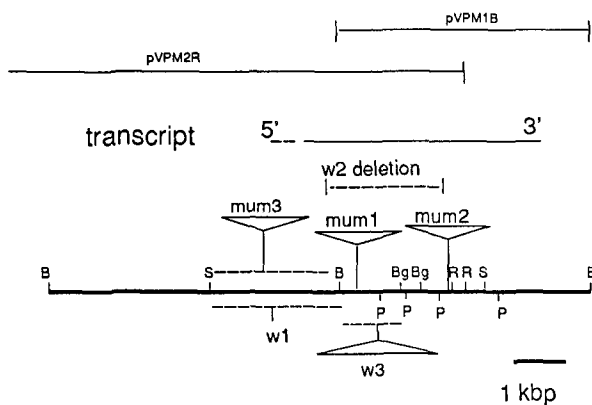 pVPM1B
pVPM2R
transcript 5' 3'
w2 deletion
mum3 mum1 mum2
B S B Bg Bg R R S B
P P P P
w1
w3
1 kbp